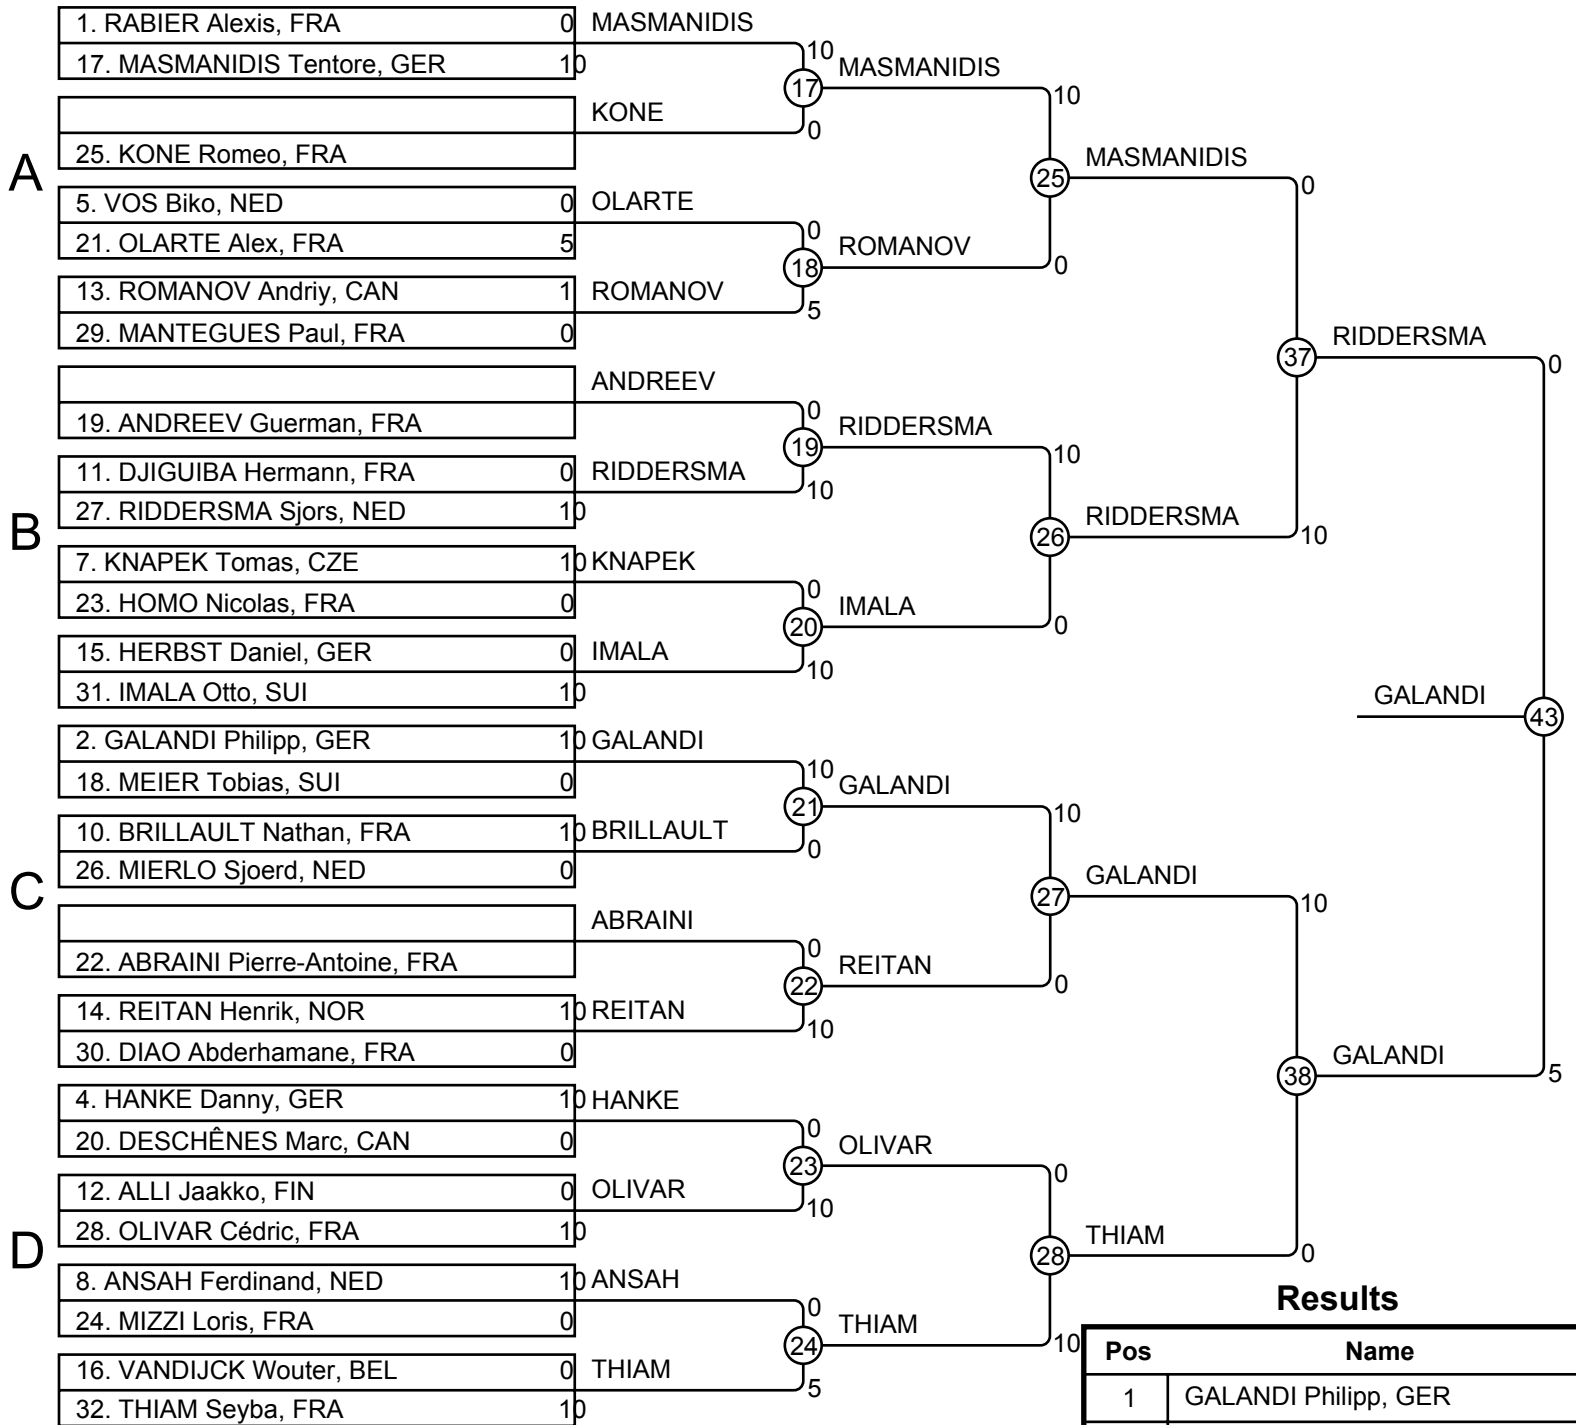 A
1. RABIER Alexis, FRA 0
17. MASMANIDIS Tentore, GER 10
25. KONE Romeo, FRA
5. VOS Biko, NED 0
21. OLARTE Alex, FRA 5
13. ROMANOV Andriy, CAN 1
29. MANTEGUES Paul, FRA 0
B
19. ANDREEV Guerman, FRA
11. DJIGUIBA Hermann, FRA 0
27. RIDDERSMA Sjors, NED 10
7. KNAPEK Tomas, CZE 10
23. HOMO Nicolas, FRA 0
15. HERBST Daniel, GER 0
31. IMALA Otto, SUI 10
C
2. GALANDI Philipp, GER 10
18. MEIER Tobias, SUI 0
10. BRILLAULT Nathan, FRA 10
26. MIERLO Sjoerd, NED 0
22. ABRAINI Pierre-Antoine, FRA
14. REITAN Henrik, NOR 10
30. DIAO Abderhamane, FRA 0
D
4. HANKE Danny, GER 10
20. DESCHÊNES Marc, CAN 0
12. ALLI Jaakko, FIN 0
28. OLIVAR Cédric, FRA 10
8. ANSAH Ferdinand, NED 10
24. MIZZI Loris, FRA 0
16. VANDIJCK Wouter, BEL 0
32. THIAM Seyba, FRA 10
MASMANIDIS 10
17
KONE 0
OLARTE 0
18
ROMANOV 5
ANDREEV 0
19
RIDDERSMA 10
KNAPEK 0
20
IMALA 10
GALANDI 10
21
BRILLAULT 0
ABRAINI 0
22
REITAN 10
HANKE 0
23
OLIVAR 10
ANSAH 0
24
THIAM 5
MASMANIDIS 10
25
ROMANOV 0
RIDDERSMA 10
26
IMALA 0
GALANDI 10
27
REITAN 0
OLIVAR 0
28
THIAM 10
MASMANIDIS 0
37
RIDDERSMA 10
GALANDI 10
38
THIAM 0
RIDDERSMA 0
GALANDI 43
GALANDI 5
Results
Pos Name
1 GALANDI Philipp, GER